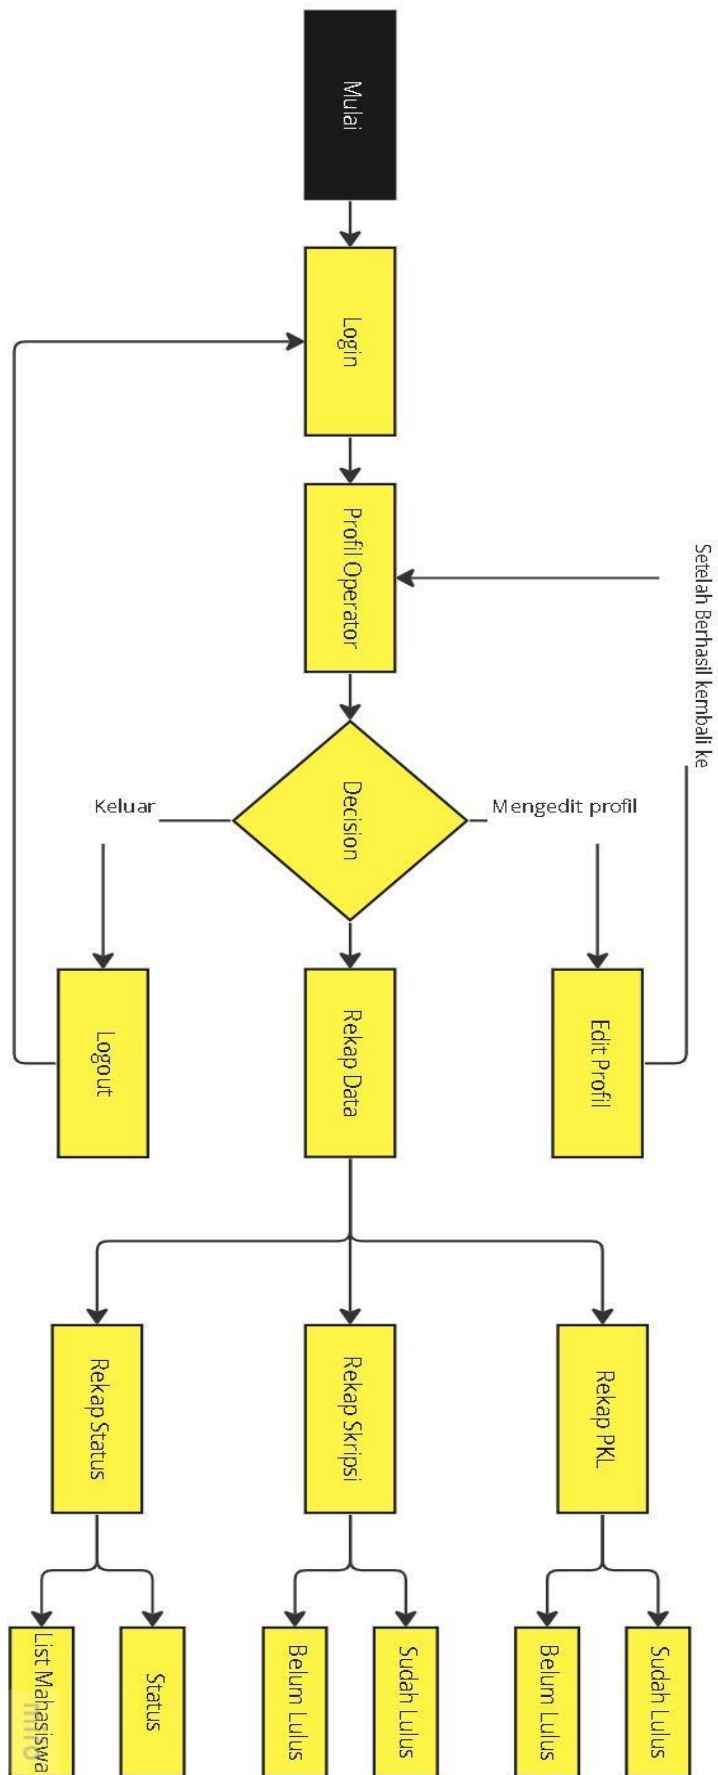 Mulai
Login
Profil Operator
Setelah Berhasil kembali ke
Decision
Keluar
Mengedit profil
Logout
Rekap Data
Edit Profil
Rekap Status
Rekap Skripsi
Rekap PKL
List Mahasiswa
Status
Belum Lulus
Sudah Lulus
Belum Lulus
Sudah Lulus
miro